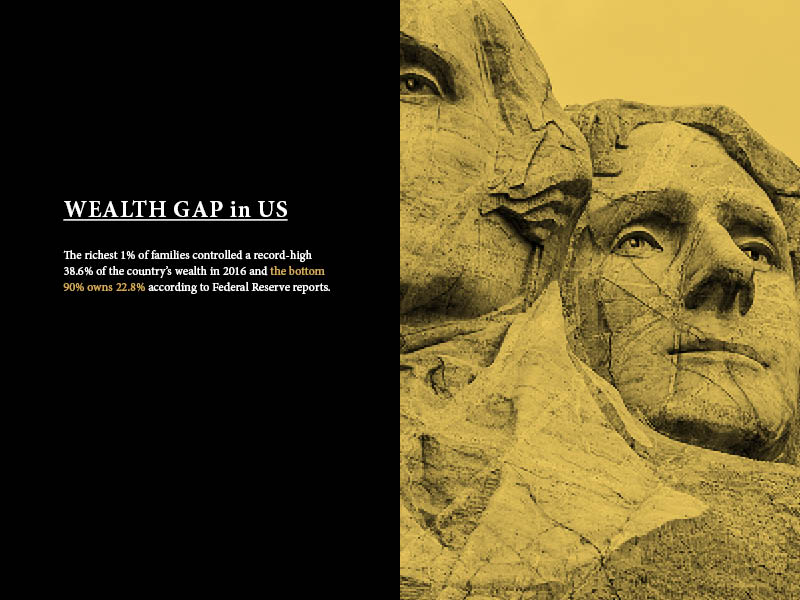 WEALTH GAP in US
The richest 1% of families controlled a record-high
38.6% of the country’s wealth in 2016 and the bottom
90% owns 22.8% according to Federal Reserve reports.